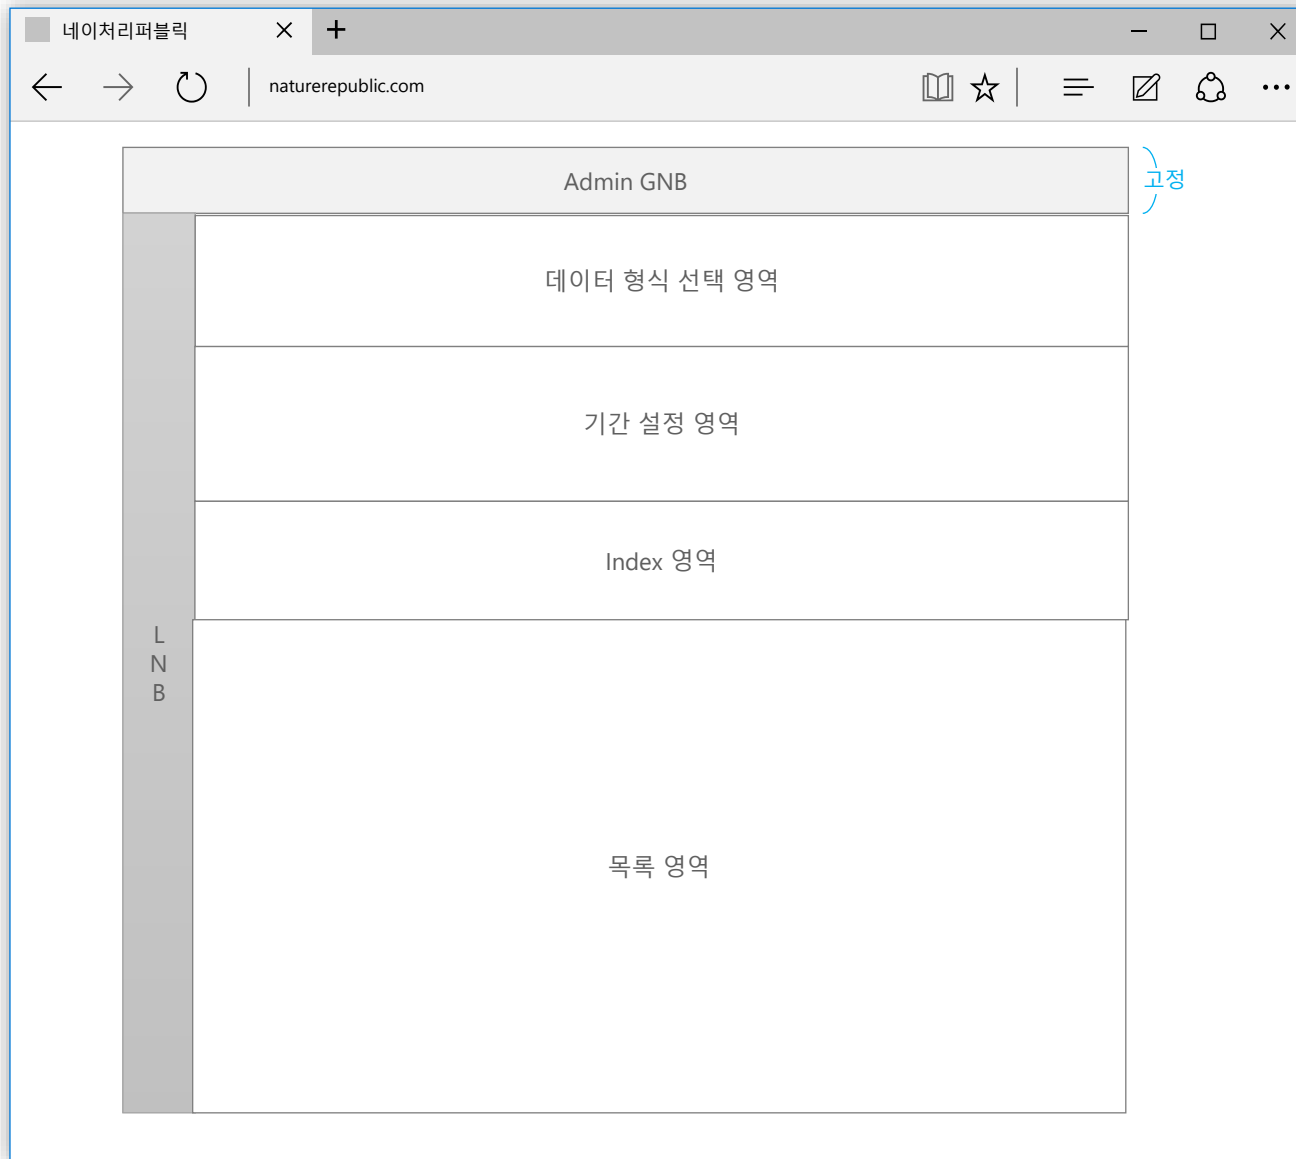 네이처리퍼블릭
naturerepublic.com
Admin GNB
고정
데이터 형식 선택 영역
기간 설정 영역
Index 영역
L
N
B
목록 영역